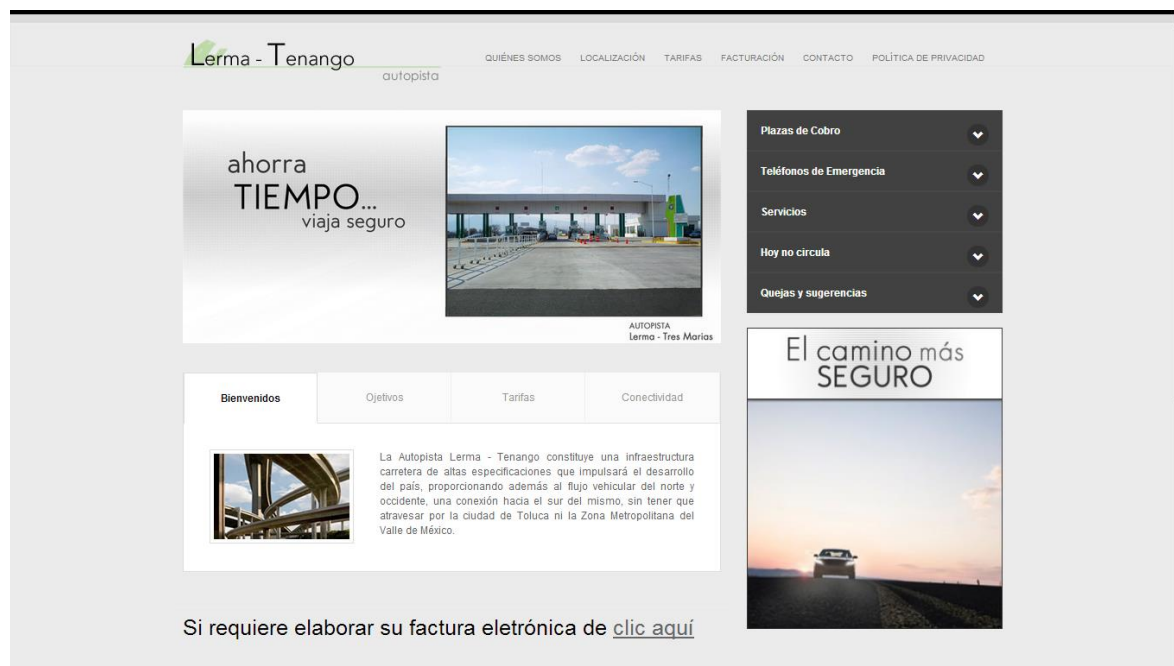 Lerma - Tenango
autopista
QUIÉNES SOMOS LOCALIZACIÓN TARIFAS FACTURACIÓN CONTACTO POLÍTICA DE PRIVACIDAD
ahorra
TIEMPO...
viaja seguro
AUTOPISTA
Lerma - Tres Marias
Plazas de Cobro
Teléfonos de Emergencia
Servicios
Hoy no circula
Quejas y sugerencias
El camino más
SEGURO
Bienvenidos Ojetivos Tarifas Conectividad
La Autopista Lerma - Tenango constituye una infraestructura
carretera de altas especificaciones que impulsará el desarrollo
del país, proporcionando además al flujo vehicular del norte y
occidente, una conexión hacia el sur del mismo, sin tener que
atravesar por la ciudad de Toluca ni la Zona Metropolitana del
Valle de México.
Si requiere elaborar su factura eletrónica de clic aquí